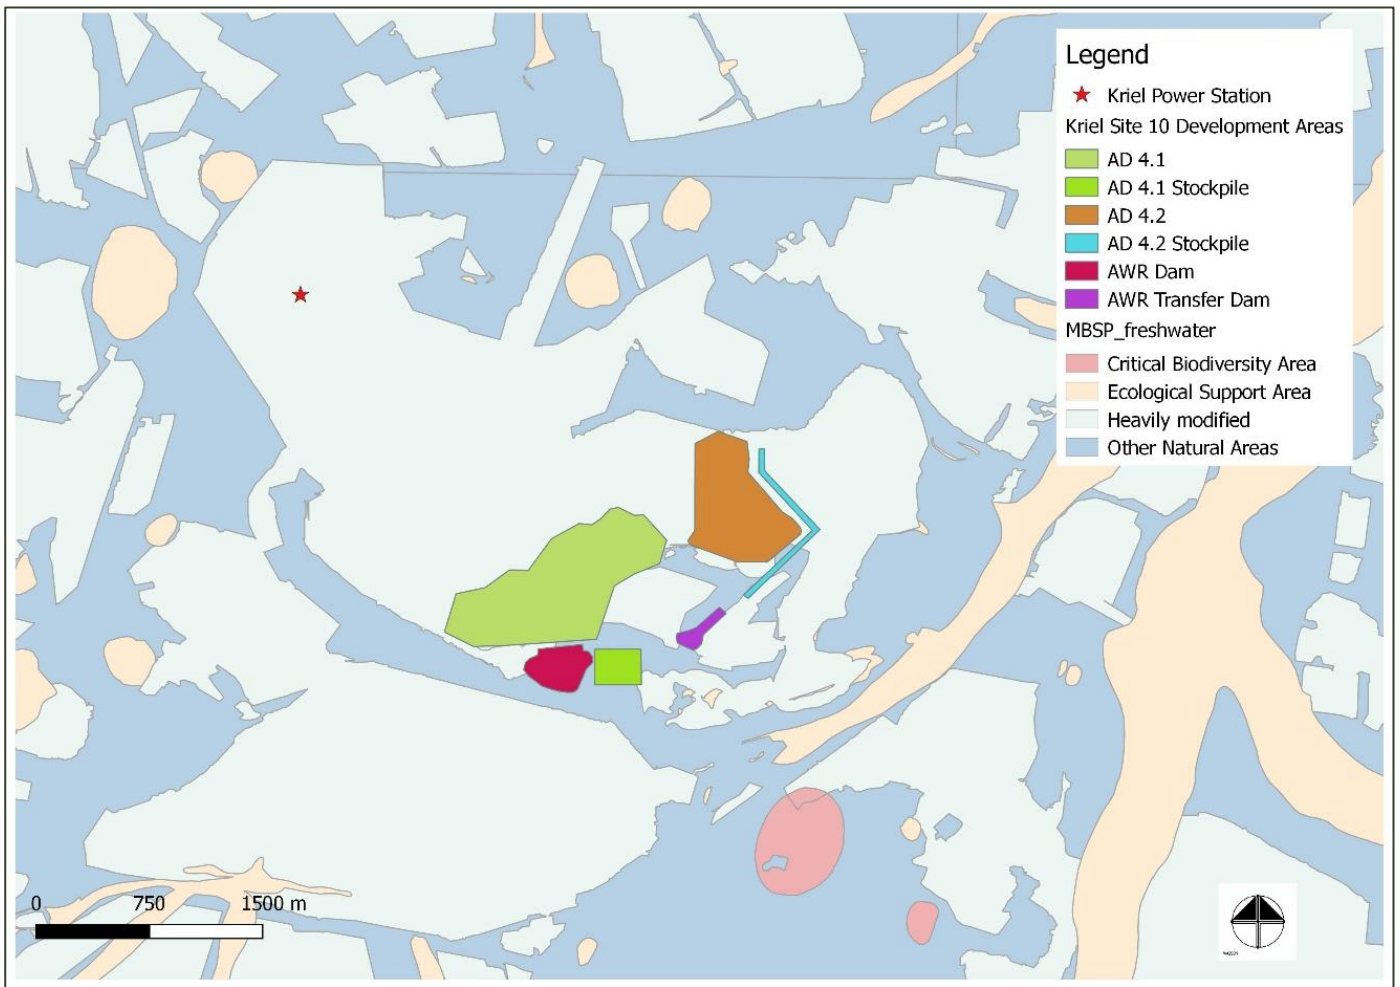 Legend
Kriel Power Station
Kriel Site 10 Development Areas
AD 4.1
AD 4.1 Stockpile
AD 4.2
AD 4.2 Stockpile
AWR Dam
AWR Transfer Dam
MBSP_freshwater
Critical Biodiversity Area
Ecological Support Area
Heavily modified
Other Natural Areas
0 750 1500 m